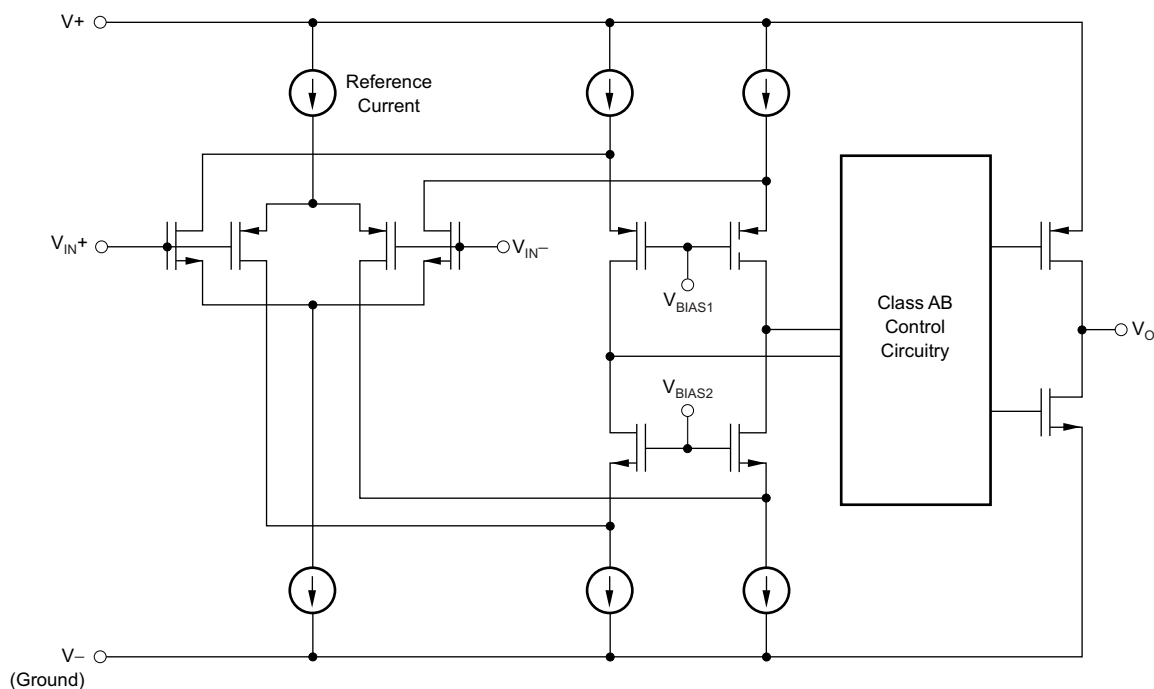 V+
Reference
Current
VIN+
VIN−
VBIAS1
Class AB
Control
Circuitry
VO
VBIAS2
V−
(Ground)